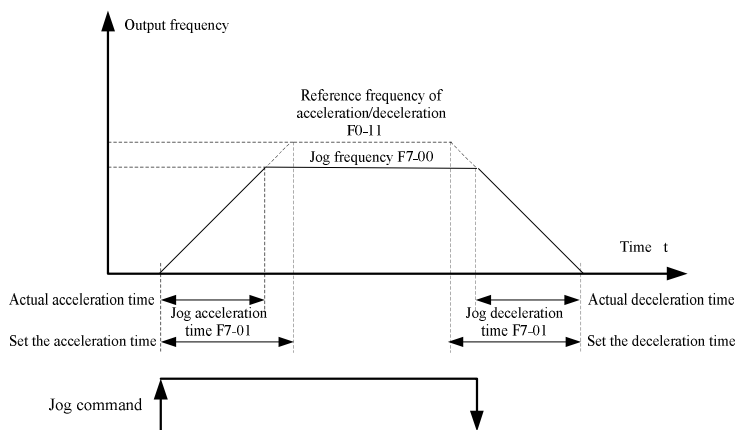 Output frequency
Reference frequency of
acceleration/deceleration
F0-11
Jog frequency F7-00
Time t
Actual acceleration time
Jog acceleration
time F7-01
Set the acceleration time
Actual deceleration time
Jog deceleration
time F7-01
Set the deceleration time
Jog command